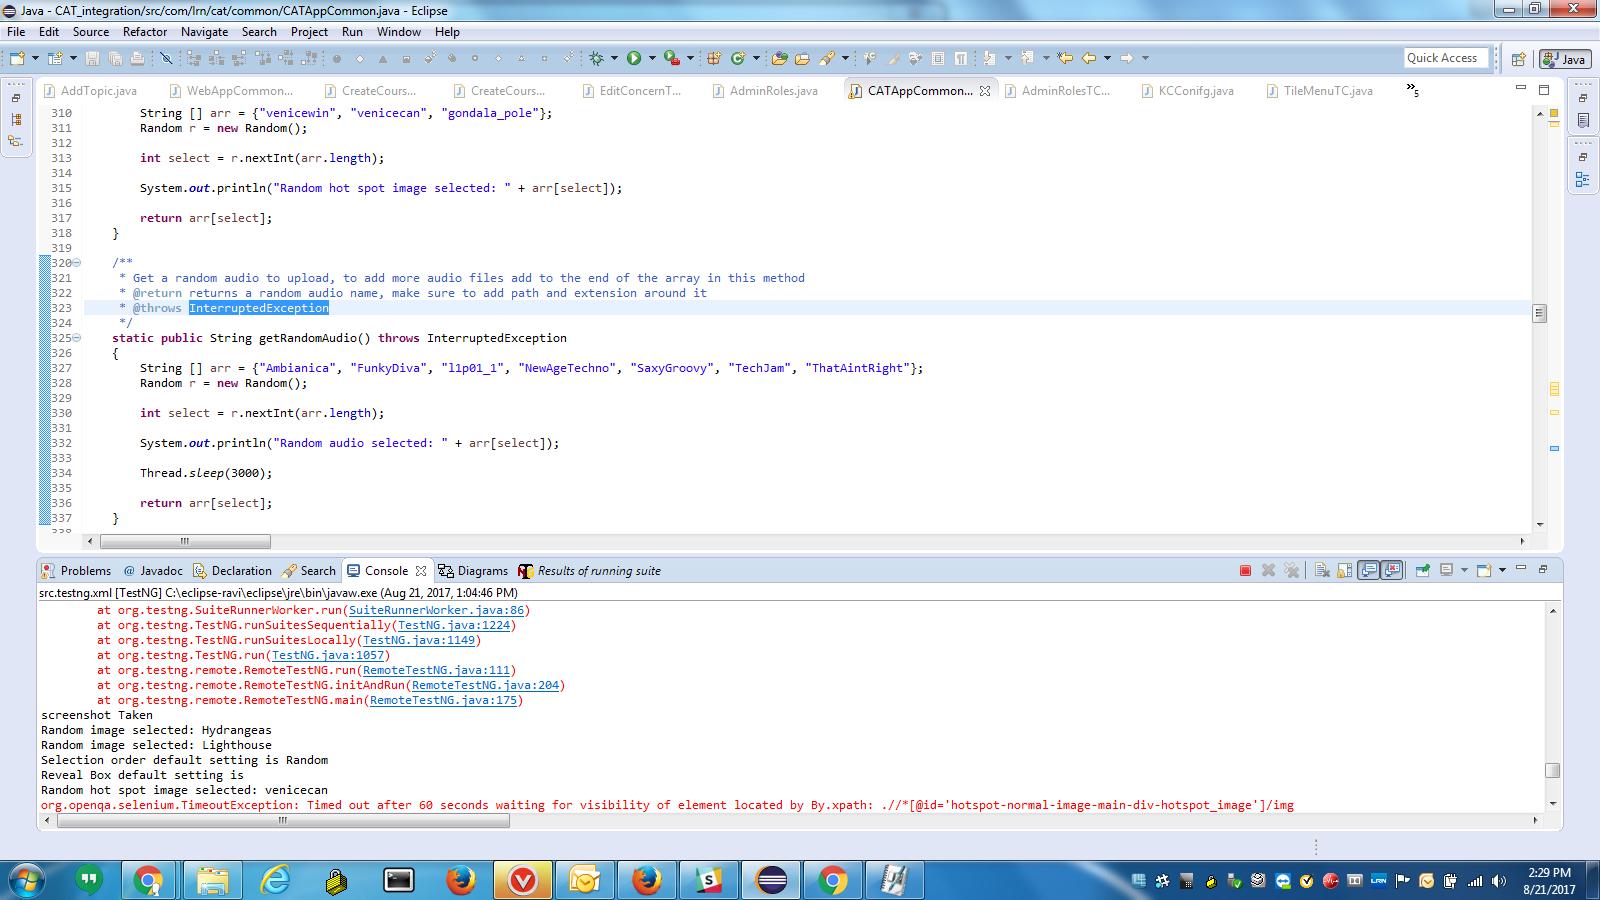 Java - CAT_integration/src/com/lrn/cat/common/CATAppCommon.java - Eclipse
File Edit Source Refactor Navigate Search Project Run Window Help
Quick Access
Java
AddTopic.java WebAppCommon... CreateCours... CreateCours... EditConcernT... AdminRoles.java CATAppCommon... AdminRolesTC... KCConifg.java TileMenuTC.java »5
310 String [] arr = {"venicewin", "venicecan", "gondala_pole"};
311 Random r = new Random();
312
313 int select = r.nextInt(arr.length);
314
315 System.out.println("Random hot spot image selected: " + arr[select]);
316
317 return arr[select];
318 }
319
320 /**
321 * Get a random audio to upload, to add more audio files add to the end of the array in this method
322 * @return returns a random audio name, make sure to add path and extension around it
323 * @throws InterruptedException
324 */
325 static public String getRandomAudio() throws InterruptedException
326 {
327 String [] arr = {"Ambianica", "FunkyDiva", "l1p01_1", "NewAgeTechno", "SaxyGroovy", "TechJam", "ThatAintRight"};
328 Random r = new Random();
329
330 int select = r.nextInt(arr.length);
331
332 System.out.println("Random audio selected: " + arr[select]);
333
334 Thread.sleep(3000);
335
336 return arr[select];
337 }
338
Problems @ Javadoc Declaration Search Console Diagrams Results of running suite
src.testng.xml [TestNG] C:\eclipse-ravi\eclipse\jre\bin\javaw.exe (Aug 21, 2017, 1:04:46 PM)
at org.testng.SuiteRunnerWorker.run(SuiteRunnerWorker.java:86)
at org.testng.TestNG.runSuitesSequentially(TestNG.java:1224)
at org.testng.TestNG.runSuitesLocally(TestNG.java:1149)
at org.testng.TestNG.run(TestNG.java:1057)
at org.testng.remote.RemoteTestNG.run(RemoteTestNG.java:111)
at org.testng.remote.RemoteTestNG.initAndRun(RemoteTestNG.java:204)
at org.testng.remote.RemoteTestNG.main(RemoteTestNG.java:175)
screenshot Taken
Random image selected: Hydrangeas
Random image selected: Lighthouse
Selection order default setting is Random
Reveal Box default setting is
Random hot spot image selected: venicecan
org.openqa.selenium.TimeoutException: Timed out after 60 seconds waiting for visibility of element located by By.xpath: .//*[@id='hotspot-normal-image-main-div-hotspot_image']/img
LRN
2:29 PM
8/21/2017